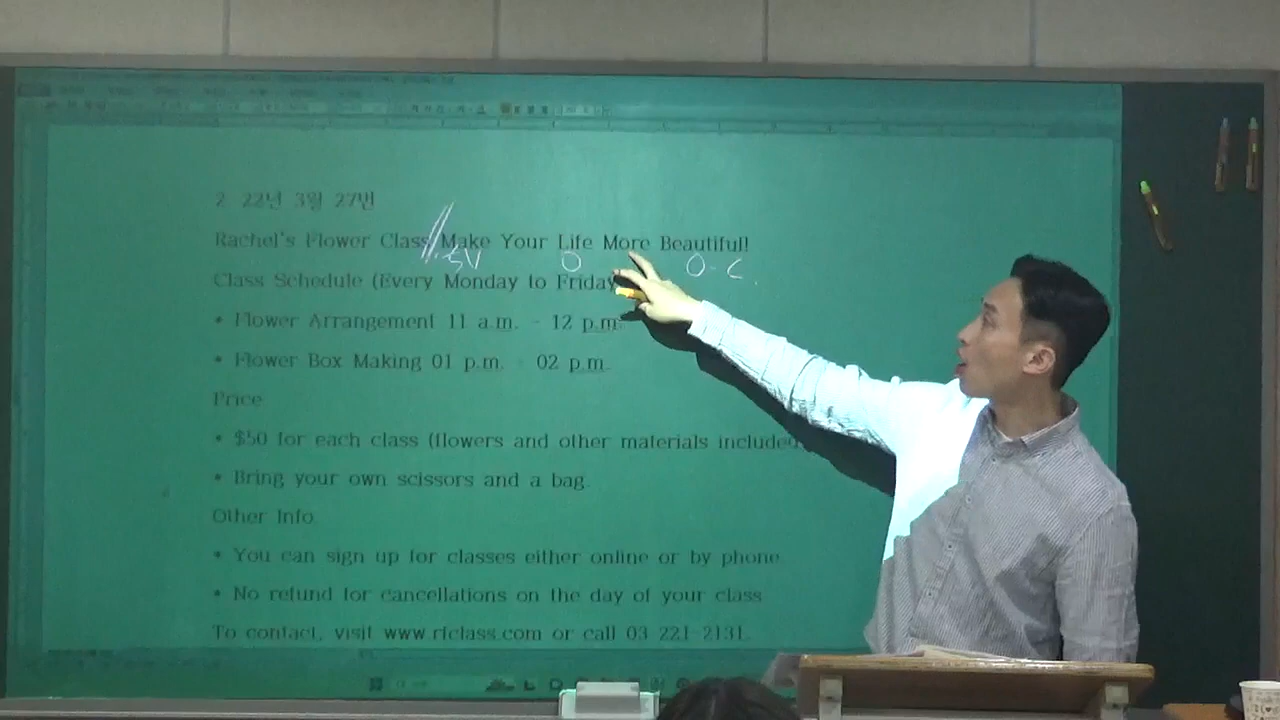 2 22년 3월 27번
Rachel's Flower Class Make Your Life More Beautiful!
SV O O.C.
Class Schedule (Every Monday to Friday
• Flower Arrangement 11 a.m. - 12 p.m.
• Flower Box Making 01 p.m. - 02 p.m.
Price
• $50 for each class (flowers and other materials included
• Bring your own scissors and a bag.
Other Info.
• You can sign up for classes either online or by phone.
• No refund for cancellations on the day of your class
To contact, visit www.rfclass.com or call 03-221-2131.